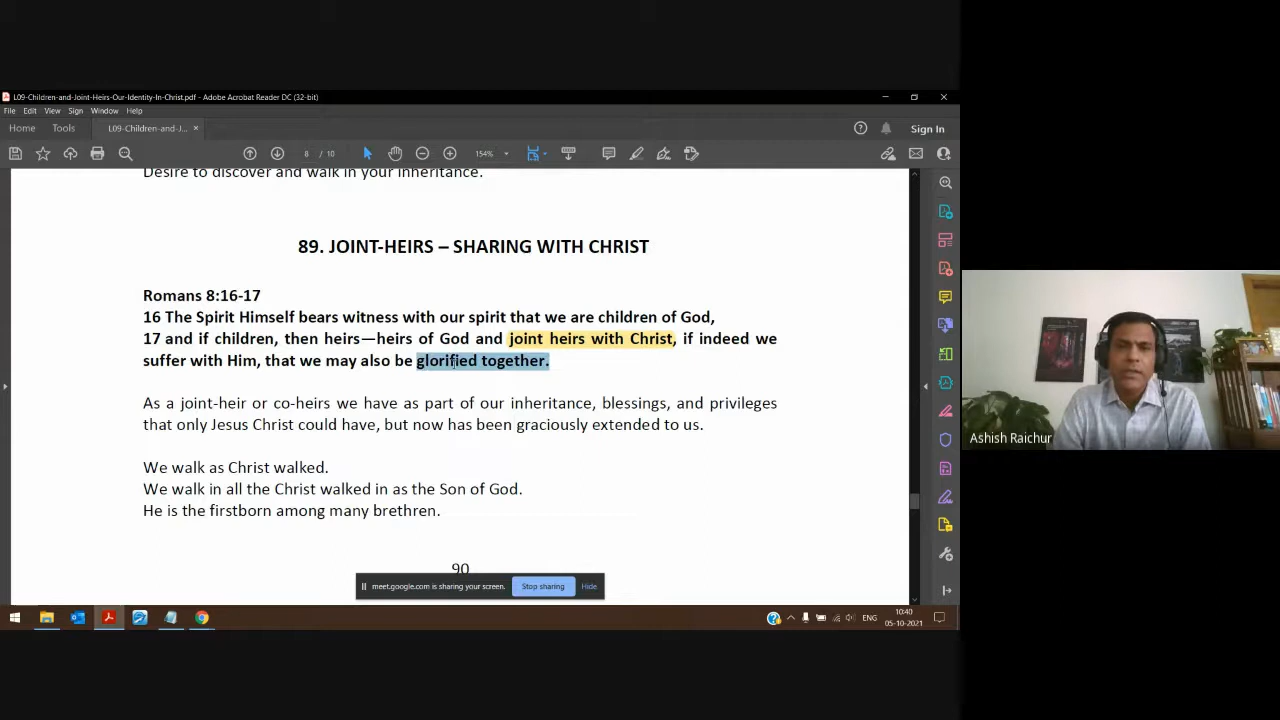 L09-Children-and-Joint-Heirs-Our-Identity-In-Christ.pdf - Adobe Acrobat Reader DC (32-bit)
File Edit View Sign Window Help
Home Tools L09-Children-and-J... × Sign In
8 / 10 154%
Desire to discover and walk in your inheritance.
89. JOINT-HEIRS – SHARING WITH CHRIST
Romans 8:16-17
16 The Spirit Himself bears witness with our spirit that we are children of God,
17 and if children, then heirs—heirs of God and joint heirs with Christ, if indeed we
suffer with Him, that we may also be glorified together.
As a joint-heir or co-heirs we have as part of our inheritance, blessings, and privileges
that only Jesus Christ could have, but now has been graciously extended to us.
We walk as Christ walked.
We walk in all the Christ walked in as the Son of God.
He is the firstborn among many brethren.
90
meet.google.com is sharing your screen. Stop sharing Hide
Ashish Raichur
ENG
10:40
05-10-2021